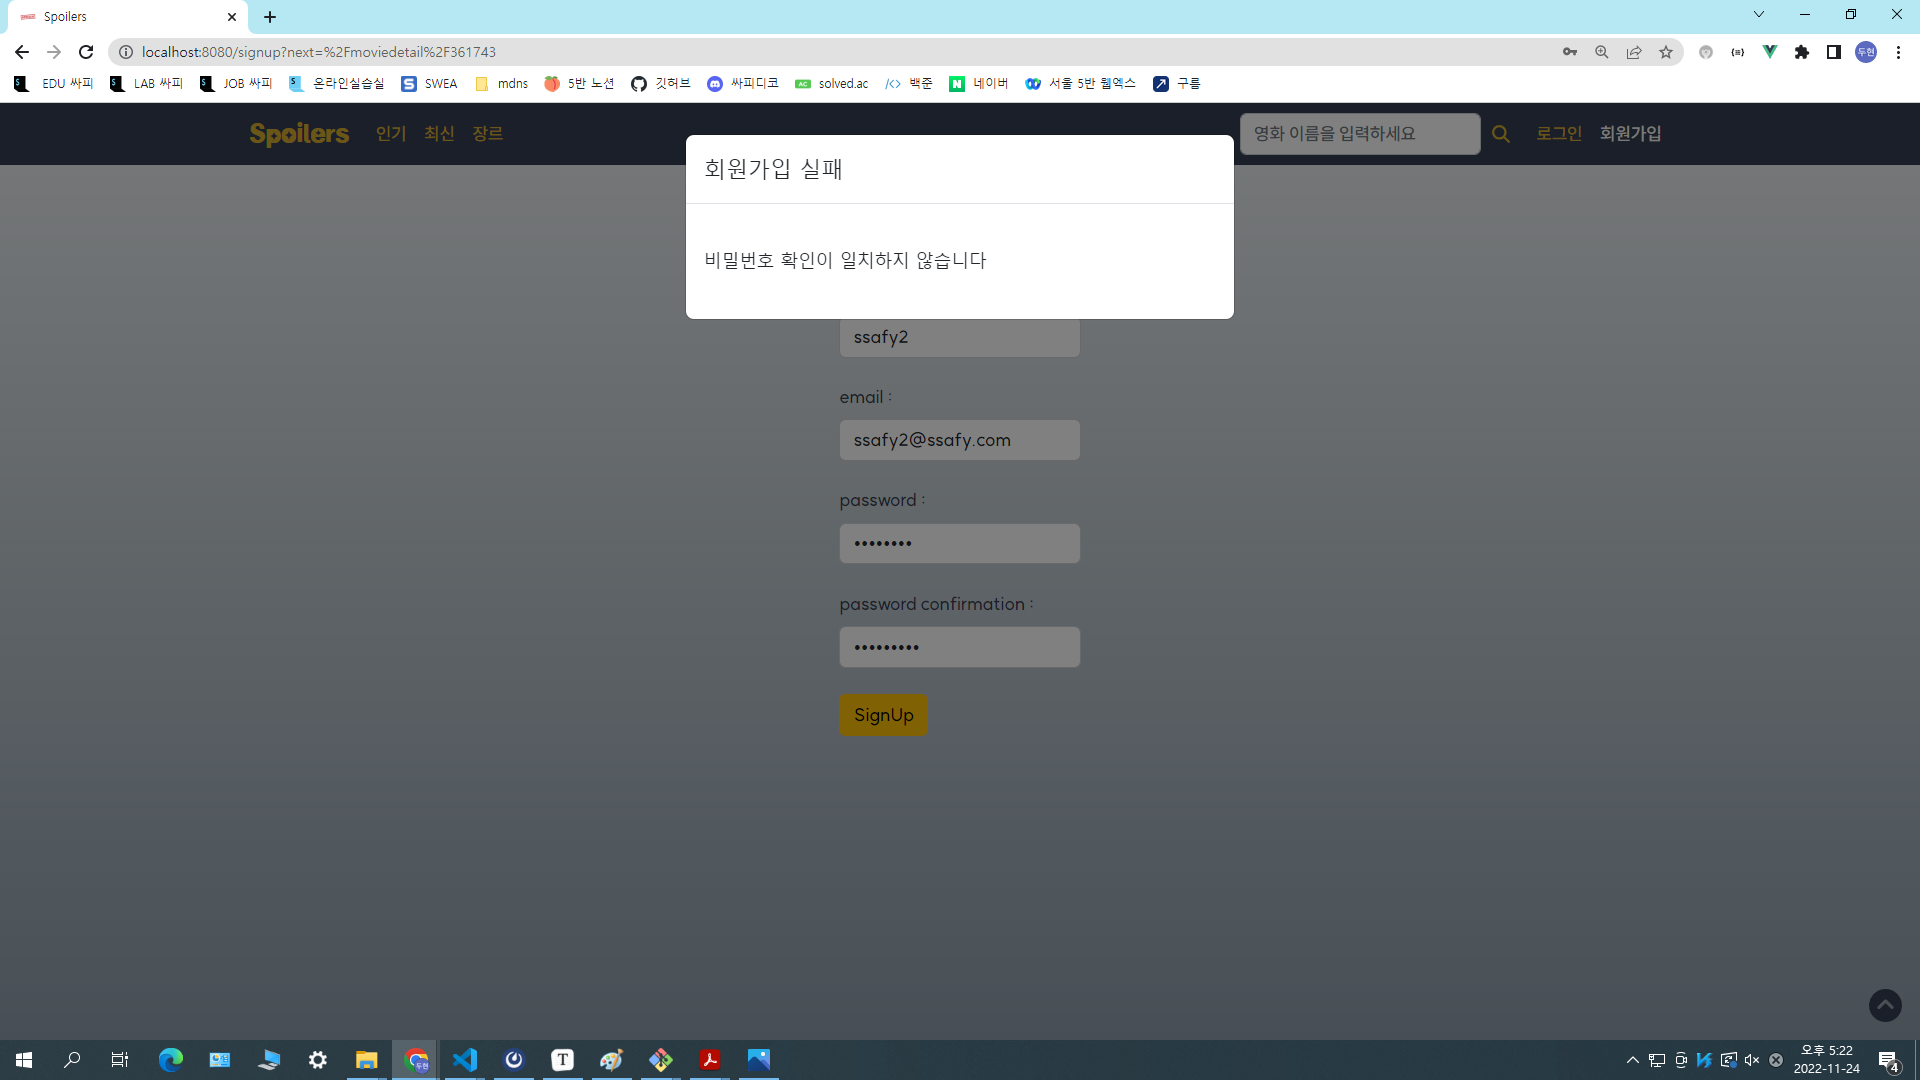 Spoilers
localhost:8080/signup?next=%2Fmoviedetail%2F361743
두현
EDU 싸피
LAB 싸피
JOB 싸피
온라인실습실
SWEA
mdns
5반 노션
깃허브
싸피디코
solved.ac
백준
네이버
서울 5반 웹엑스
구름
Spoilers 인기 최신 장르
영화 이름을 입력하세요
로그인 회원가입
회원가입 실패
비밀번호 확인이 일치하지 않습니다
ssafy2
email :
ssafy2@ssafy.com
password :
password confirmation :
SignUp
오후 5:22
2022-11-24
4